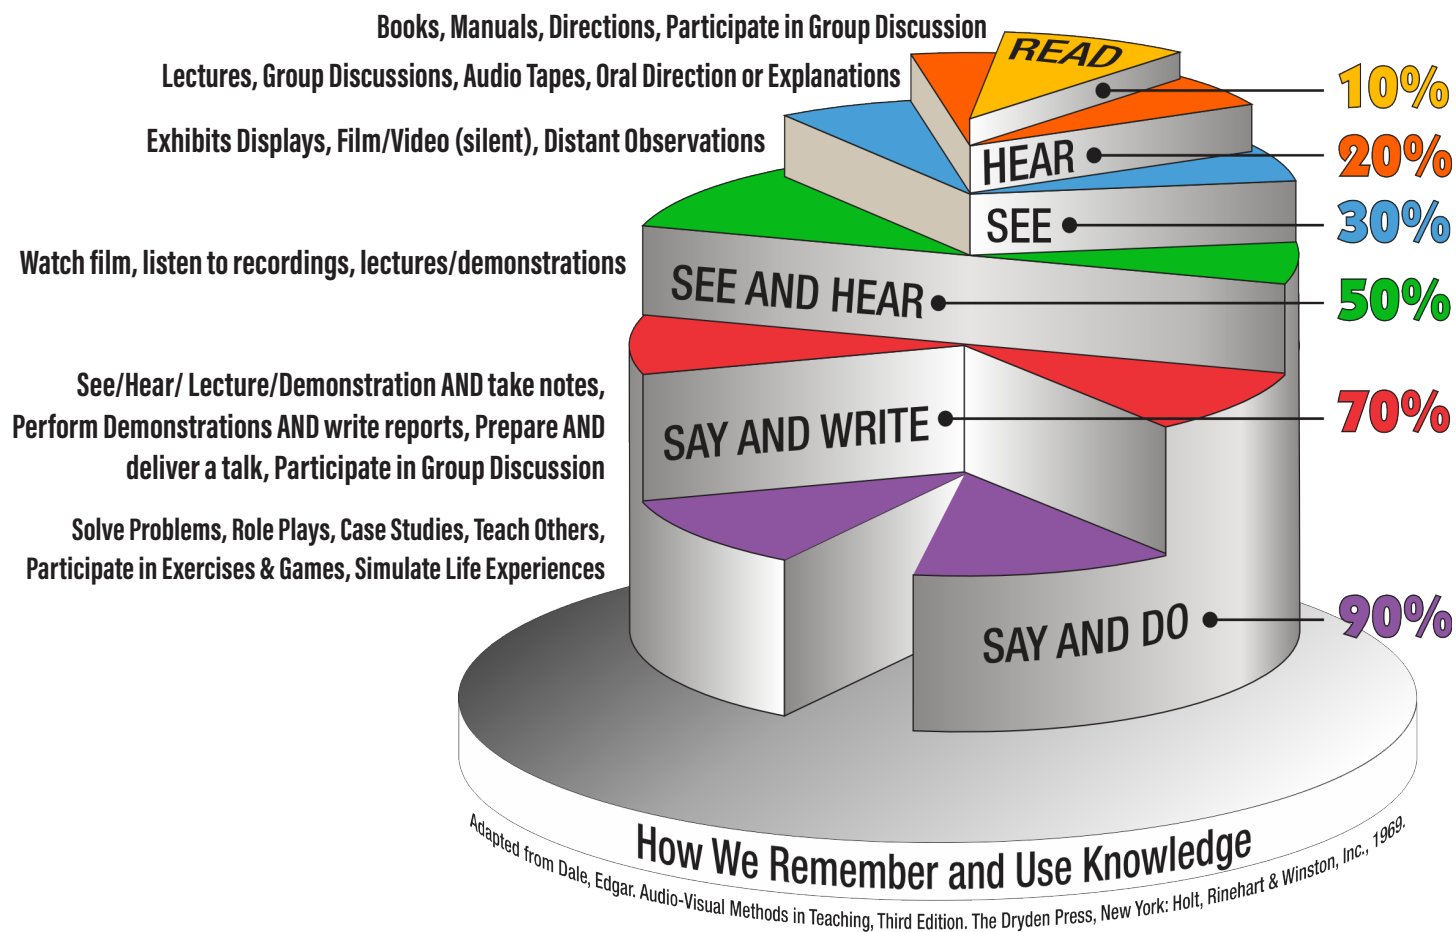 Books, Manuals, Directions, Participate in Group Discussion
READ
10%
Lectures, Group Discussions, Audio Tapes, Oral Direction or Explanations
HEAR
20%
Exhibits Displays, Film/Video (silent), Distant Observations
SEE
30%
Watch film, listen to recordings, lectures/demonstrations
SEE AND HEAR
50%
See/Hear/ Lecture/Demonstration AND take notes,
Perform Demonstrations AND write reports, Prepare AND
deliver a talk, Participate in Group Discussion
SAY AND WRITE
70%
Solve Problems, Role Plays, Case Studies, Teach Others,
Participate in Exercises & Games, Simulate Life Experiences
SAY AND DO
90%
How We Remember and Use Knowledge
Adapted from Dale, Edgar. Audio-Visual Methods in Teaching, Third Edition. The Dryden Press, New York: Holt, Rinehart & Winston, Inc., 1969.